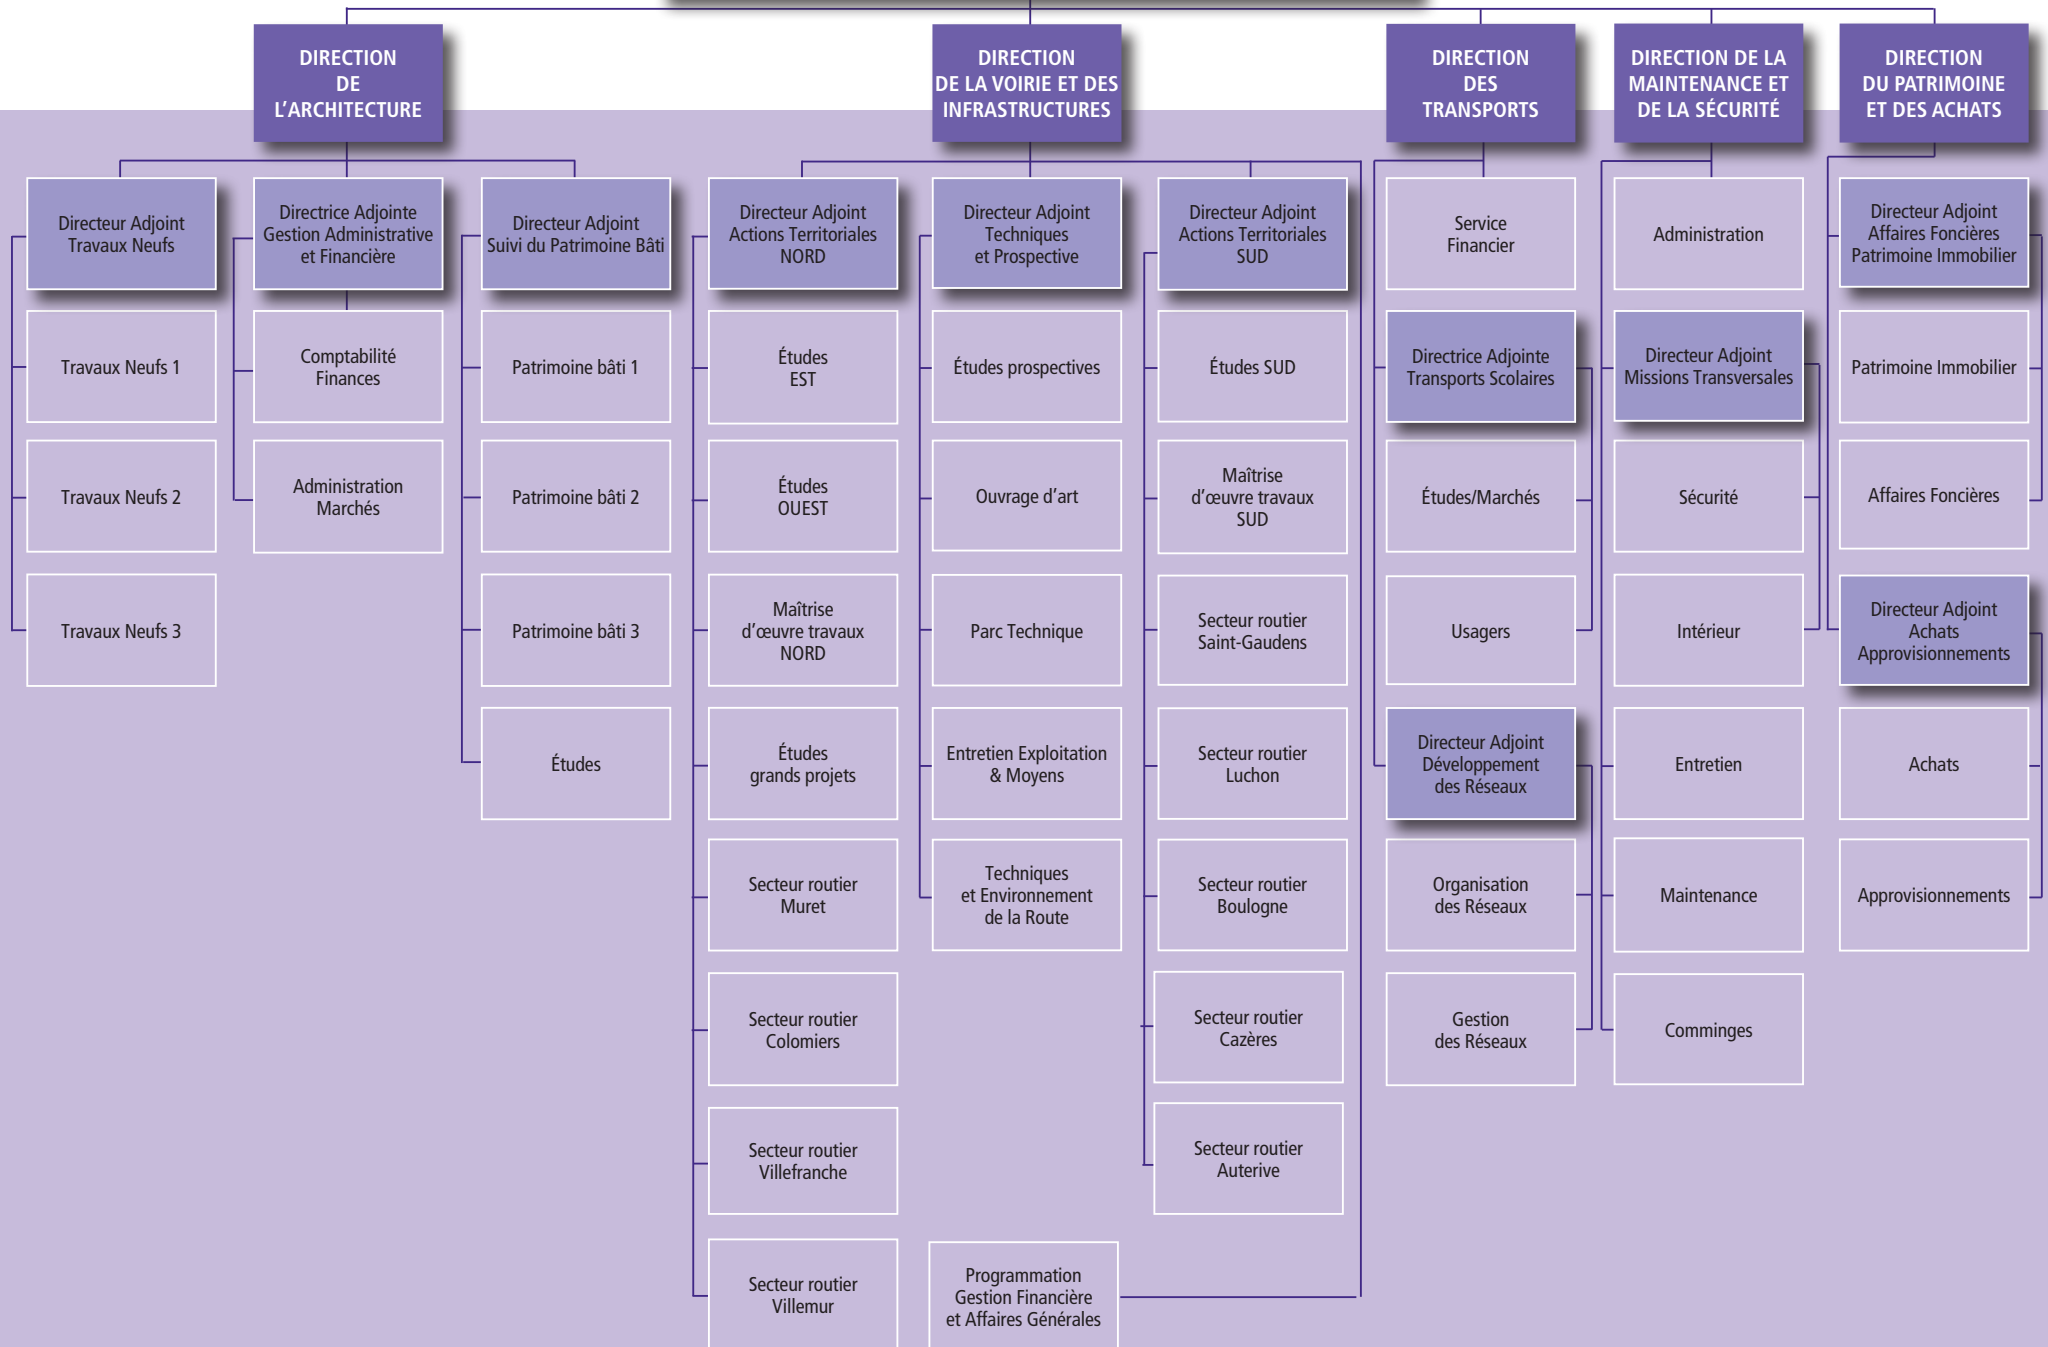 DIRECTION
DE
L'ARCHITECTURE
Directeur Adjoint
Travaux Neufs
Travaux Neufs 1
Travaux Neufs 2
Travaux Neufs 3
Directrice Adjointe
Gestion Administrative
et Financière
Comptabilité
Finances
Administration
Marchés
Directeur Adjoint
Suivi du Patrimoine Bâti
Patrimoine bâti 1
Patrimoine bâti 2
Patrimoine bâti 3
Études
DIRECTION
DE LA VOIRIE ET DES
INFRASTRUCTURES
Directeur Adjoint
Actions Territoriales
NORD
Études
EST
Études
OUEST
Maîtrise
d'œuvre travaux
NORD
Études
grands projets
Secteur routier
Muret
Secteur routier
Colomiers
Secteur routier
Villefranche
Secteur routier
Villemur
Directeur Adjoint
Techniques
et Prospective
Études prospectives
Ouvrage d'art
Parc Technique
Entretien Exploitation
& Moyens
Techniques
et Environnement
de la Route
Programmation
Gestion Financière
et Affaires Générales
Directeur Adjoint
Actions Territoriales
SUD
Études SUD
Maîtrise
d'œuvre travaux
SUD
Secteur routier
Saint-Gaudens
Secteur routier
Luchon
Secteur routier
Boulogne
Secteur routier
Cazères
Secteur routier
Auterive
DIRECTION
DES
TRANSPORTS
Service
Financier
Directrice Adjointe
Transports Scolaires
Études/Marchés
Usagers
Directeur Adjoint
Développement
des Réseaux
Organisation
des Réseaux
Gestion
des Réseaux
DIRECTION DE LA
MAINTENANCE ET
DE LA SÉCURITÉ
Administration
Directeur Adjoint
Missions Transversales
Sécurité
Intérieur
Entretien
Maintenance
Comminges
DIRECTION
DU PATRIMOINE
ET DES ACHATS
Directeur Adjoint
Affaires Foncières
Patrimoine Immobilier
Patrimoine Immobilier
Affaires Foncières
Directeur Adjoint
Achats
Approvisionnements
Achats
Approvisionnements